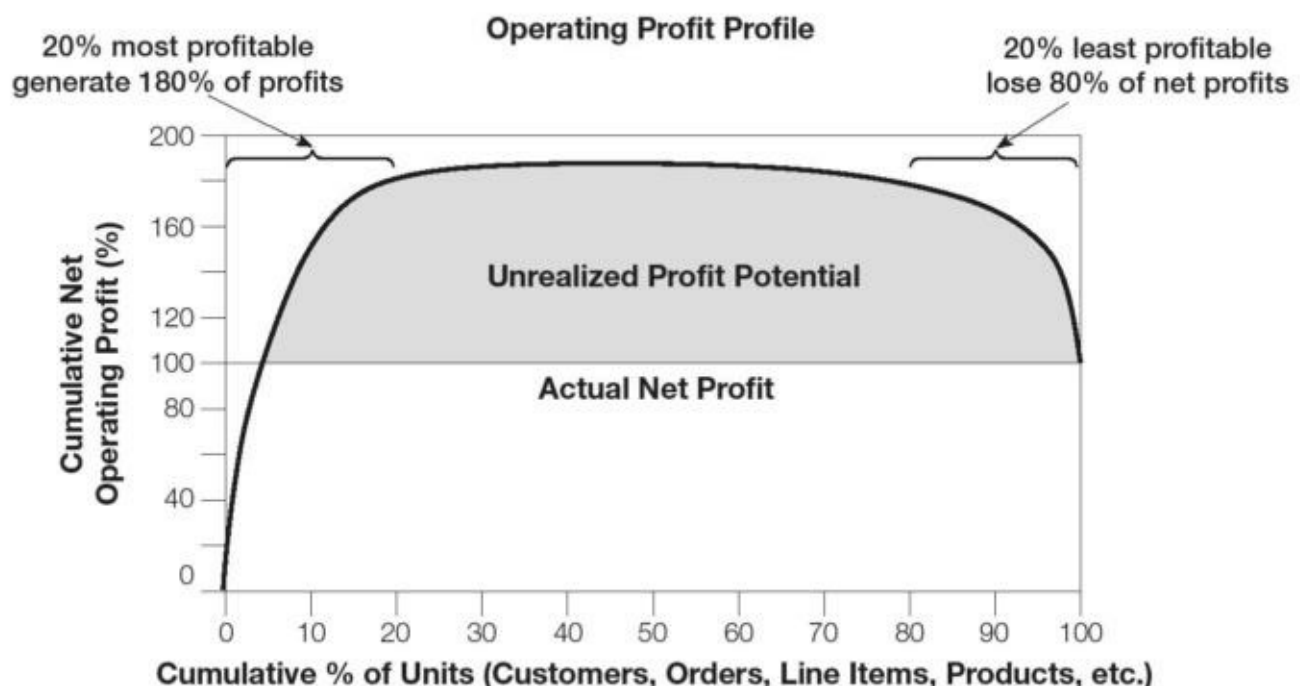 Operating Profit Profile
20% most profitable
generate 180% of profits
20% least profitable
lose 80% of net profits
200
160
120
100
80
40
0
Cumulative Net
Operating Profit (%)
Unrealized Profit Potential
Actual Net Profit
0 10 20 30 40 50 60 70 80 90 100
Cumulative % of Units (Customers, Orders, Line Items, Products, etc.)